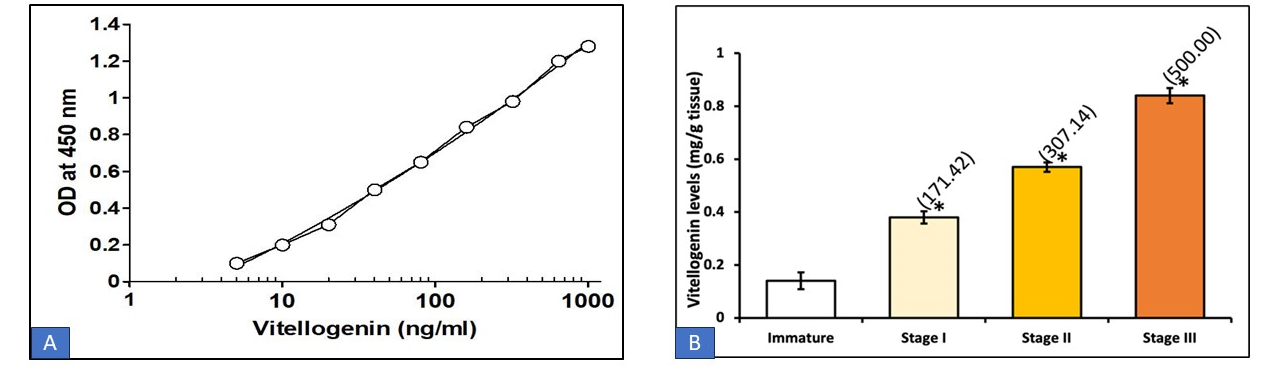 1.4
1.2
1
0.8
0.6
0.4
0.2
0
OD at 450 nm
1 10 100 1000
Vitellogenin (ng/ml)
A
1
0.8
0.6
0.4
0.2
0
Vitellogenin levels (mg/g tissue)
(171.42)
*
(307.14)
*
(500.00)
*
Immature Stage I Stage II Stage III
B